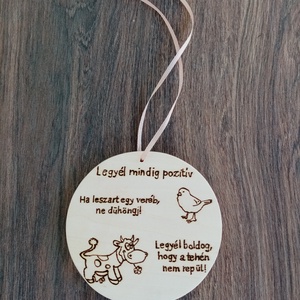 Legyél mindig pozitív
Ha leszart egy veréb,
ne dühöngj!
Legyél boldog,
hogy a tehén
nem repül!